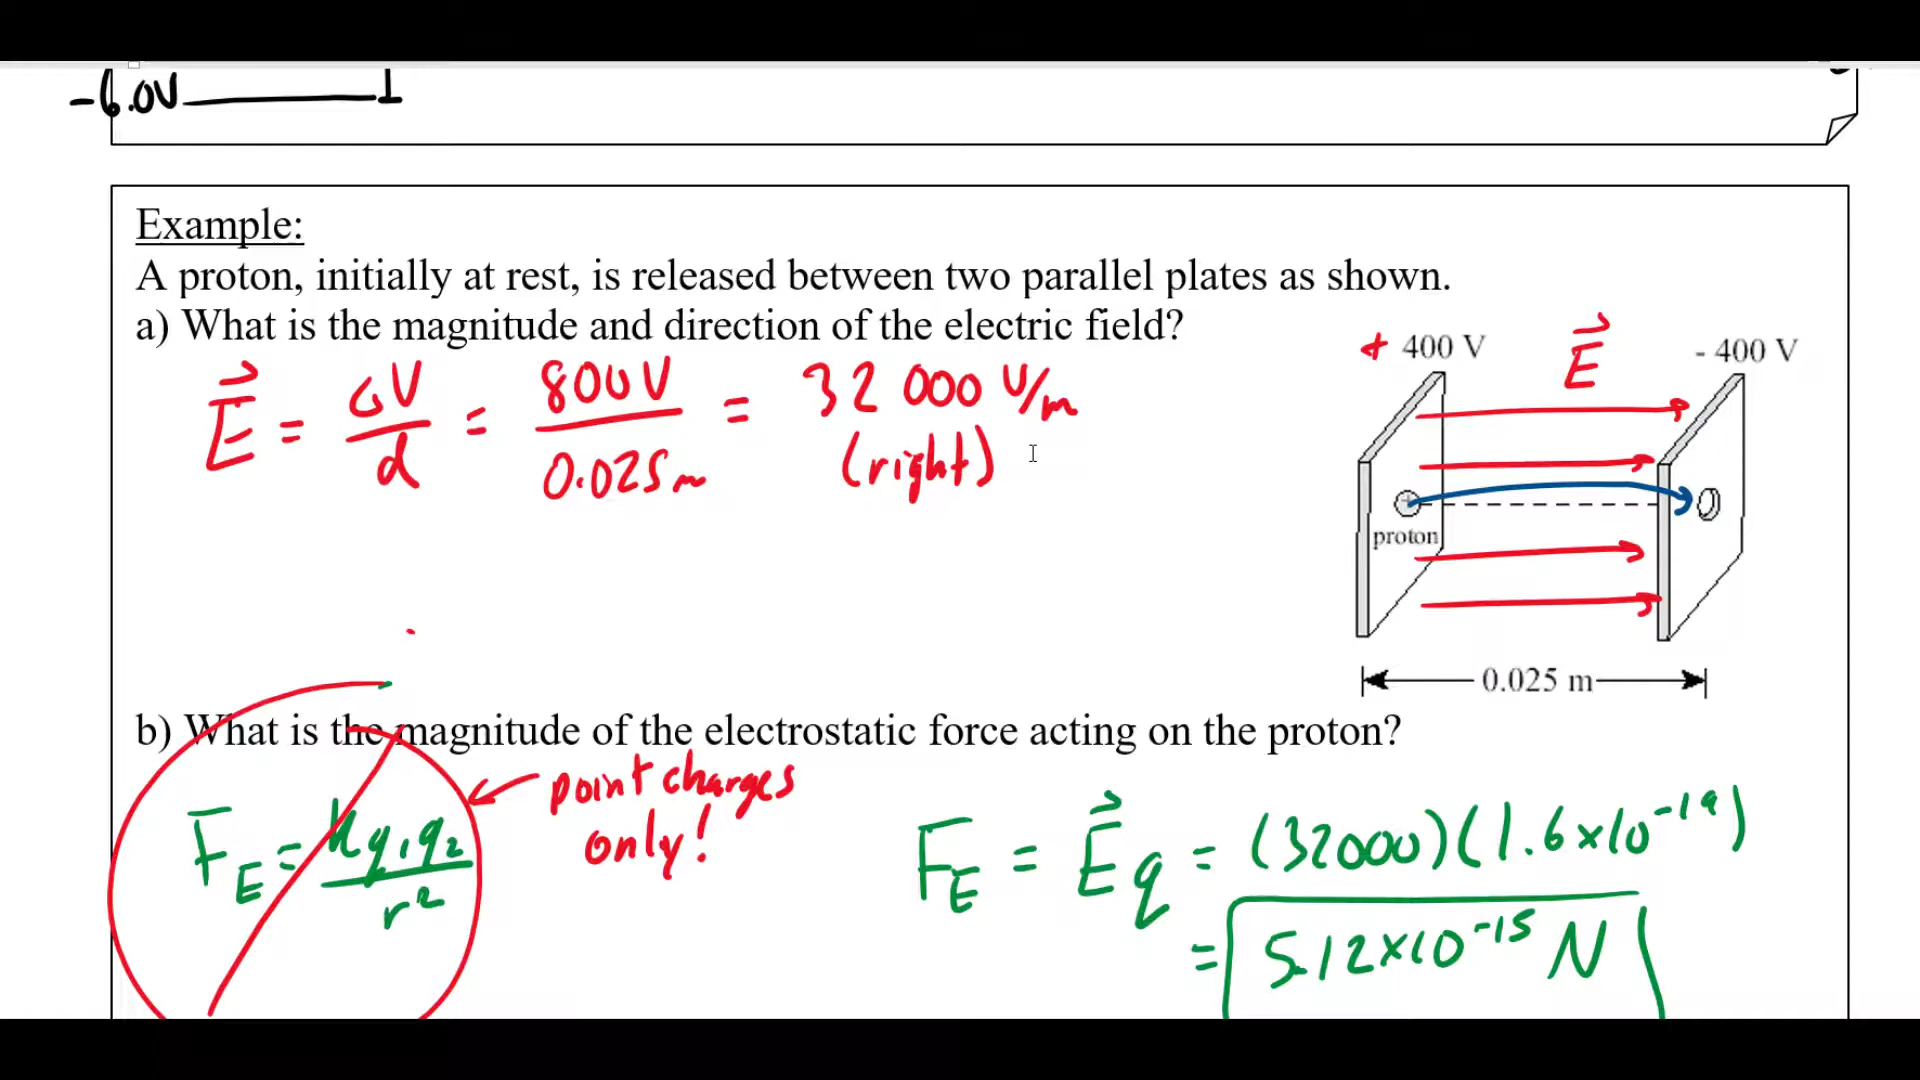 -6.0V
Example:
A proton, initially at rest, is released between two parallel plates as shown.
a) What is the magnitude and direction of the electric field?
E = ΔV/d = 800V/0.025m = 32 000 V/m
(right)
+ 400 V
E
- 400 V
proton
0.025 m
b) What is the magnitude of the electrostatic force acting on the proton?
point charges
only!
F_E = kq₁q₂/r²
F_E = Eq = (32000)(1.6×10⁻¹⁹)
= 5.12×10⁻¹⁵ N